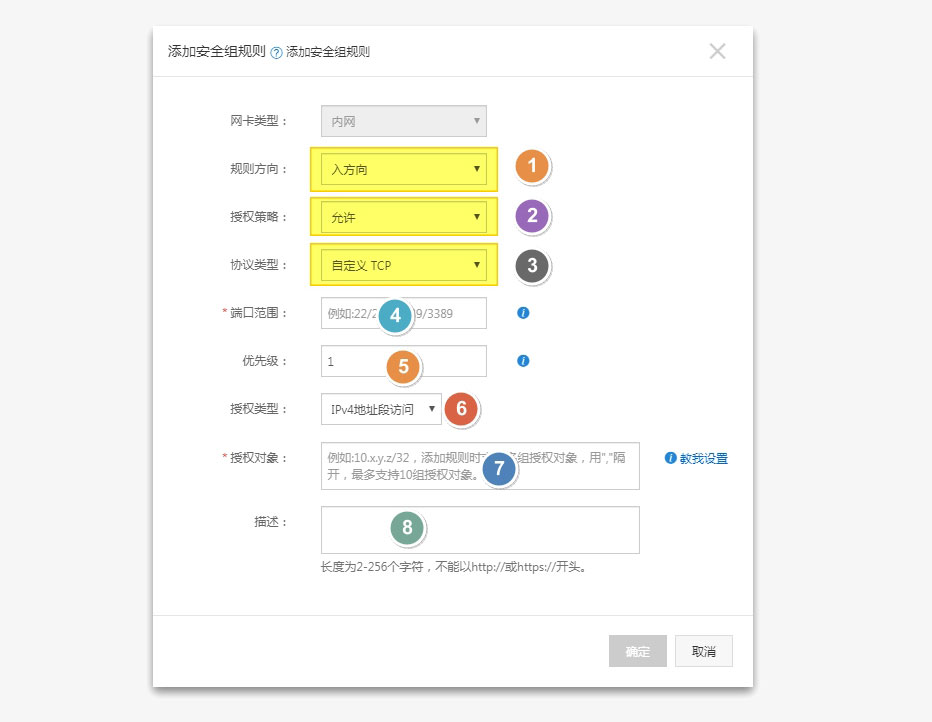 添加安全组规则 ? 添加安全组规则
网卡类型： 内网
规则方向： 入方向 1
授权策略： 允许 2
协议类型： 自定义 TCP 3
* 端口范围： 例如:22/2 4 9/3389 i
优先级： 1 5 i
授权类型： IPv4地址段访问 6
* 授权对象： 例如:10.x.y.z/32，添加规则时 组授权对象，用","隔 i 教我设置
开，最多支持10组授权对象。 7
描述： 8
长度为2-256个字符，不能以http://或https://开头。
确定 取消